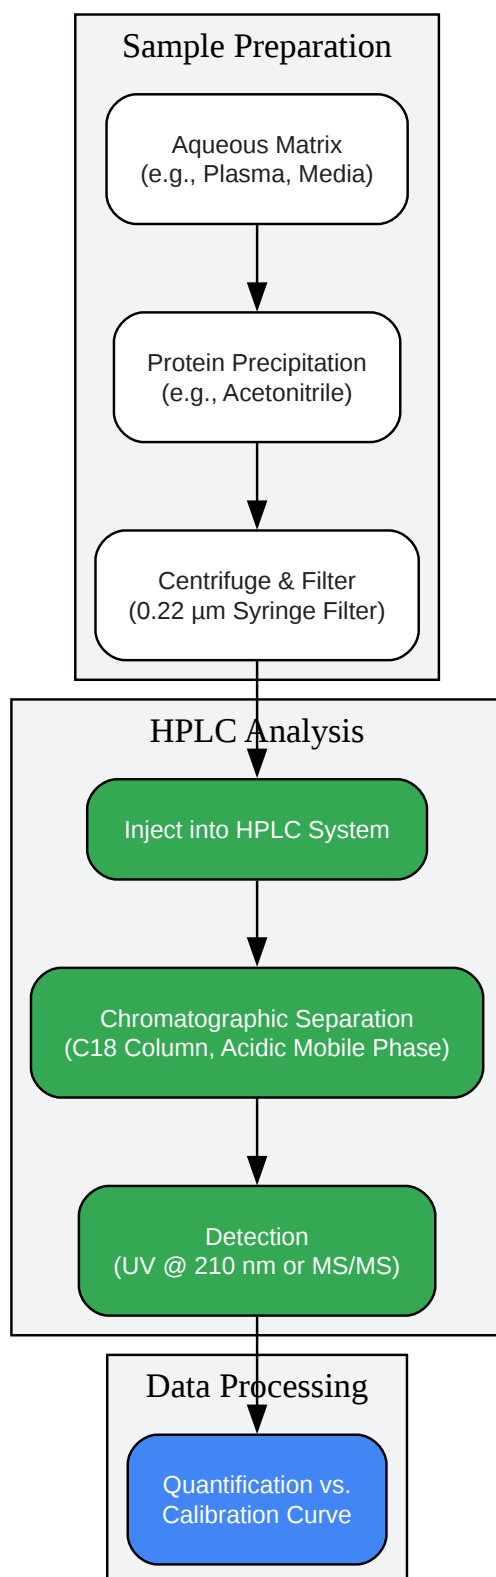 Sample Preparation
Aqueous Matrix
(e.g., Plasma, Media)
Protein Precipitation
(e.g., Acetonitrile)
Centrifuge & Filter
(0.22 µm Syringe Filter)
HPLC Analysis
Inject into HPLC System
Chromatographic Separation
(C18 Column, Acidic Mobile Phase)
Detection
(UV @ 210 nm or MS/MS)
Data Processing
Quantification vs.
Calibration Curve